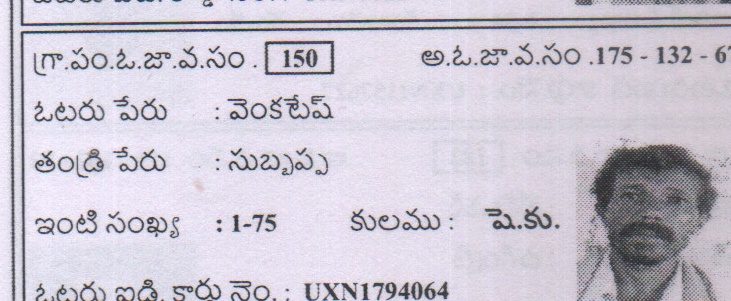 గ్రా.పం.ఓ.జా.వ.సం. 150 అ.ఓ.జా.వ.సం .175 - 132 - 67
ఓటరు పేరు : వెంకటేష్
తండ్రి పేరు : సుబ్బప్ప
ఇంటి సంఖ్య : 1-75 కులము : షె.కు.
ఓటరు ఐడి. కార్డు నెం. : UXN1794064